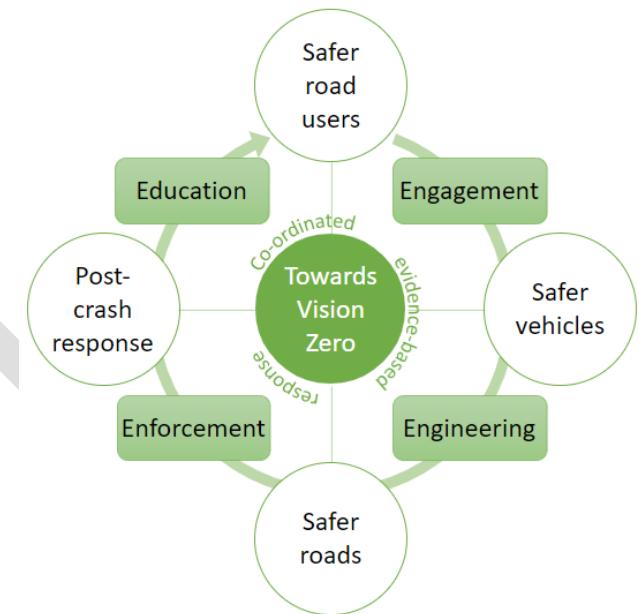 Safer
road
users
Education
Engagement
Co-ordinated
evidence-based
response
Towards
Vision
Zero
Post-
crash
response
Safer
vehicles
Enforcement
Engineering
Safer
roads